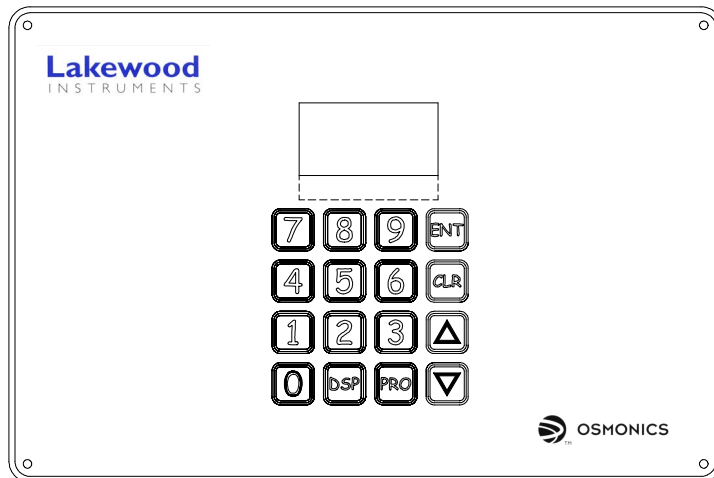 Lakewood
INSTRUMENTS
7 8 9 ENT
4 5 6 CLR
1 2 3
0 DSP PRO
OSMONICS
TM